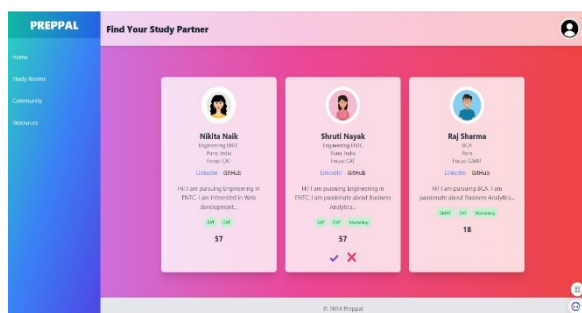 PREPPAL
Find Your Study Partner
Home
Study Rooms
Community
Resources
Nikita Naik
Engineering ENTC
Pune, India
Focus: CAT
LinkedIn GitHub
Hi! I am pursuing Engineering in
ENTC. I am interested in Web
development...
CAT
57
Shruti Nayak
Engineering ENTC
Pune, India
Focus: CAT
LinkedIn GitHub
Hi! I am pursuing Engineering in
ENTC. I am passionate about Business
Analytics...
CAT Marketing
57
Raj Sharma
BCA
Focus: GMAT
LinkedIn GitHub
Hi! I am pursuing BCA. I am
passionate about Business Analytics...
GMAT CAT Marketing
18
© 2024 Preppal